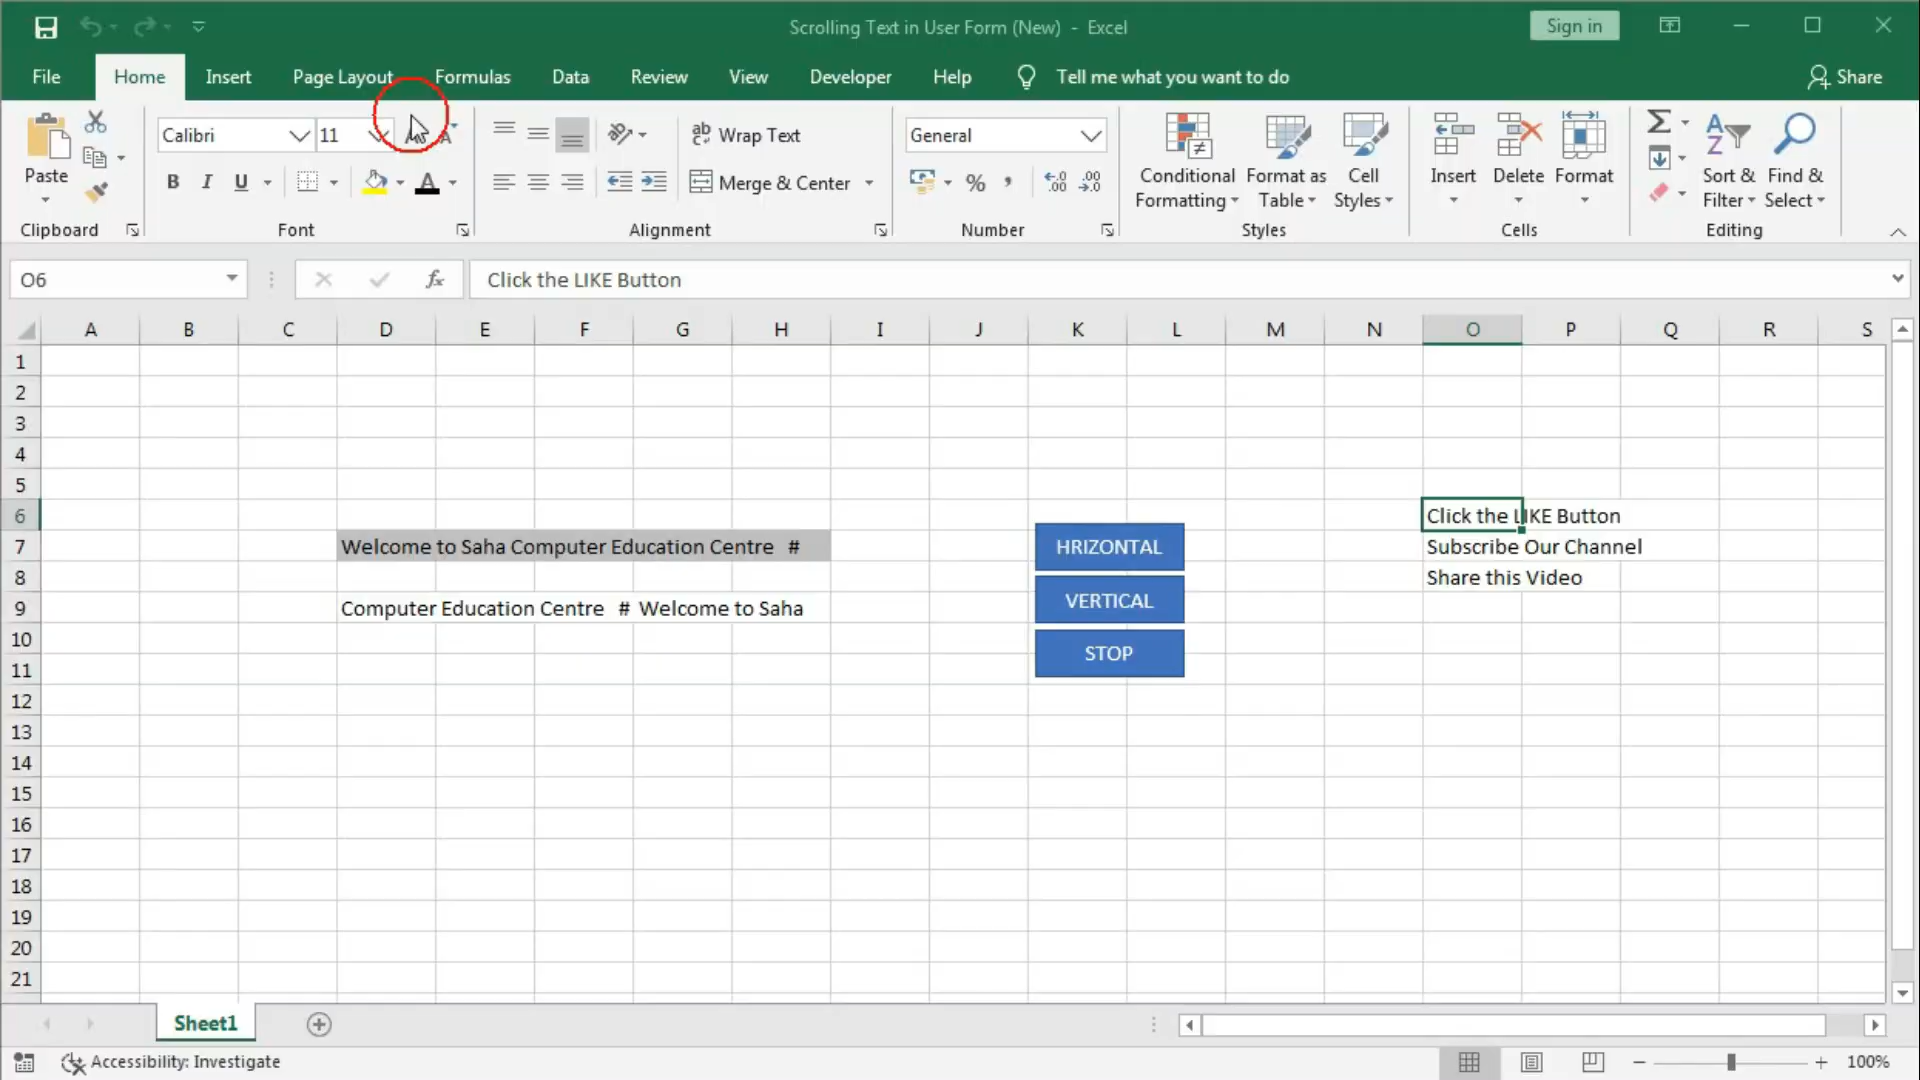 Scrolling Text in User Form (New) - Excel
Sign in
File Home Insert Page Layout Formulas Data Review View Developer Help Tell me what you want to do Share
Paste
Clipboard
Calibri 11
B I U A
Font
ab Wrap Text
Merge & Center
Alignment
General
% , .00 .00
Number
Conditional Formatting
Format as Table
Cell Styles
Styles
Insert Delete Format
Cells
Sort & Filter
Find & Select
Editing
O6 fx Click the LIKE Button
A B C D E F G H I J K L M N O P Q R S
1
2
3
4
5
6 Click the LIKE Button
7 Welcome to Saha Computer Education Centre # HRIZONTAL Subscribe Our Channel
8 Share this Video
9 Computer Education Centre # Welcome to Saha VERTICAL
10
11 STOP
12
13
14
15
16
17
18
19
20
21
Sheet1
Accessibility: Investigate 100%